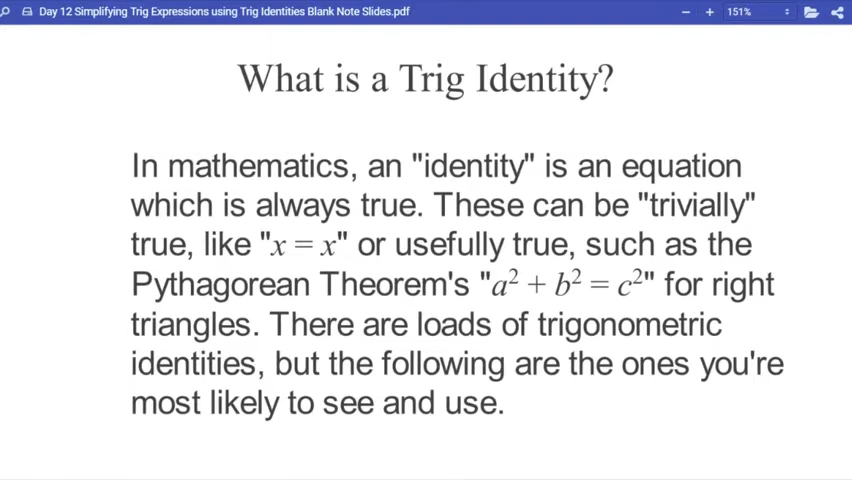 Day 12 Simplifying Trig Expressions using Trig Identities Blank Note Slides.pdf
151%
What is a Trig Identity?
In mathematics, an "identity" is an equation
which is always true. These can be "trivially"
true, like "x = x" or usefully true, such as the
Pythagorean Theorem's "a² + b² = c²" for right
triangles. There are loads of trigonometric
identities, but the following are the ones you're
most likely to see and use.